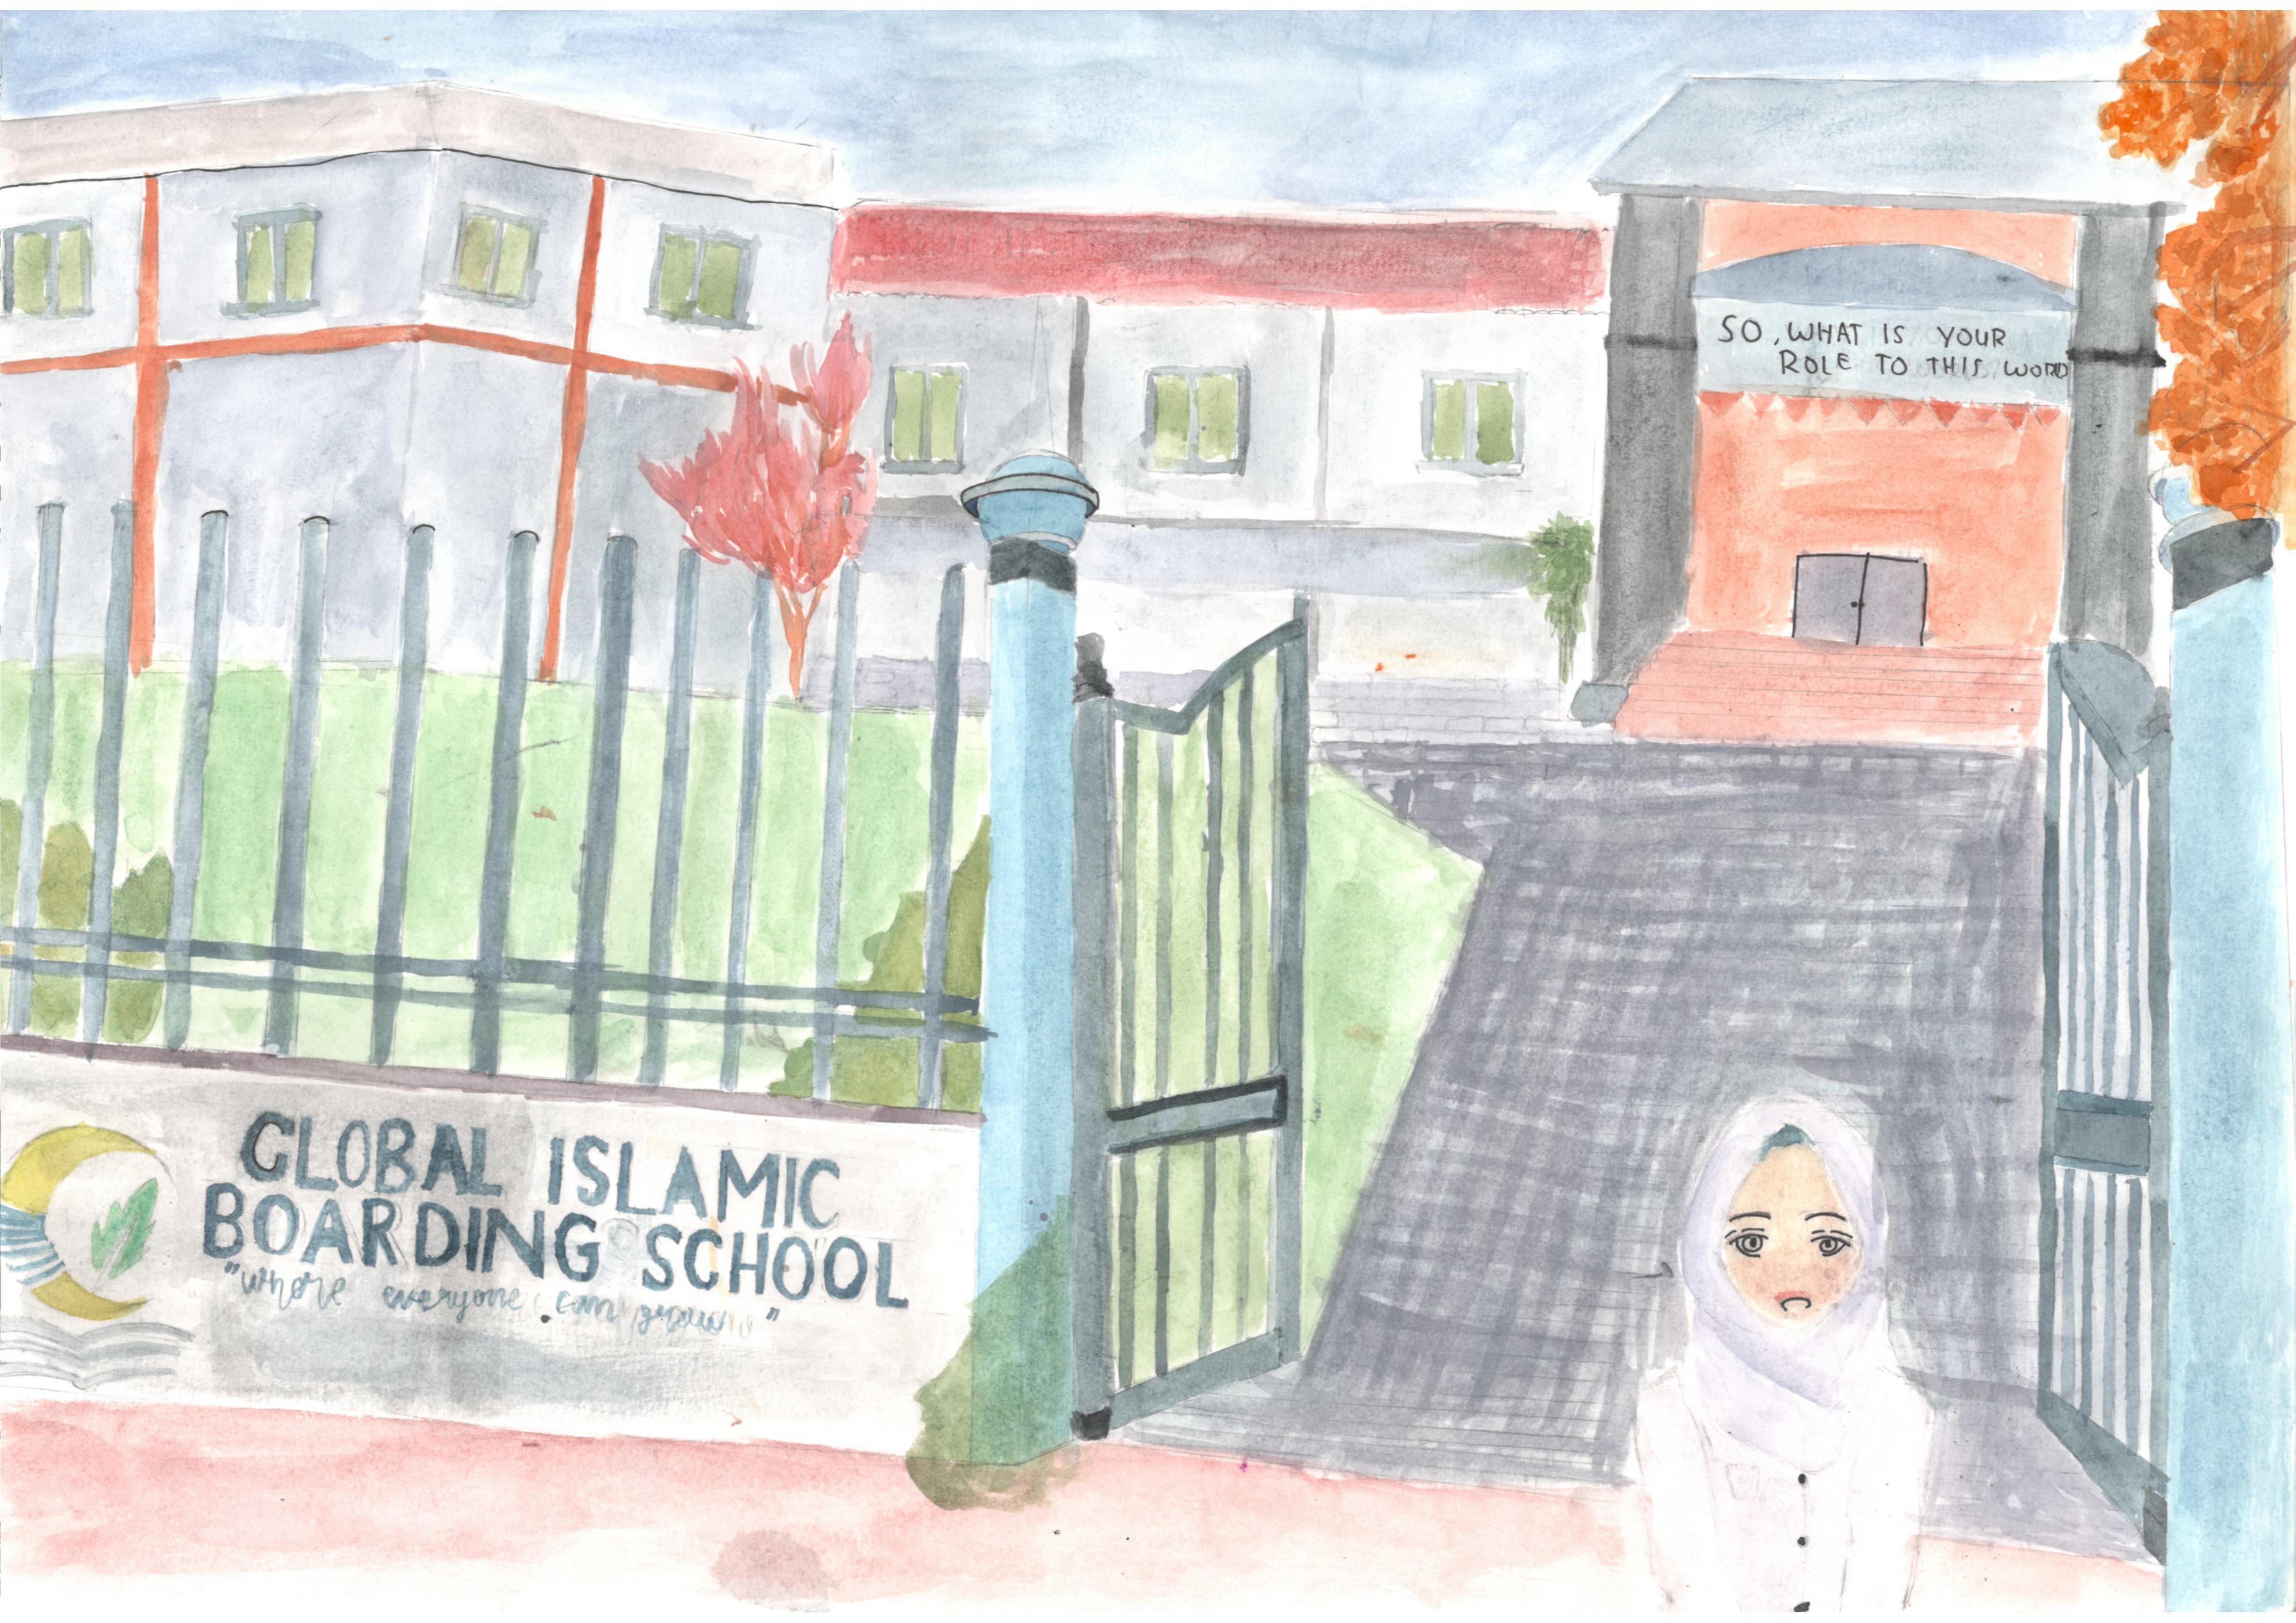 SO, WHAT IS YOUR
ROLE TO THIS WORD
GLOBAL ISLAMIC
BOARDING SCHOOL
"where everyone can grow"